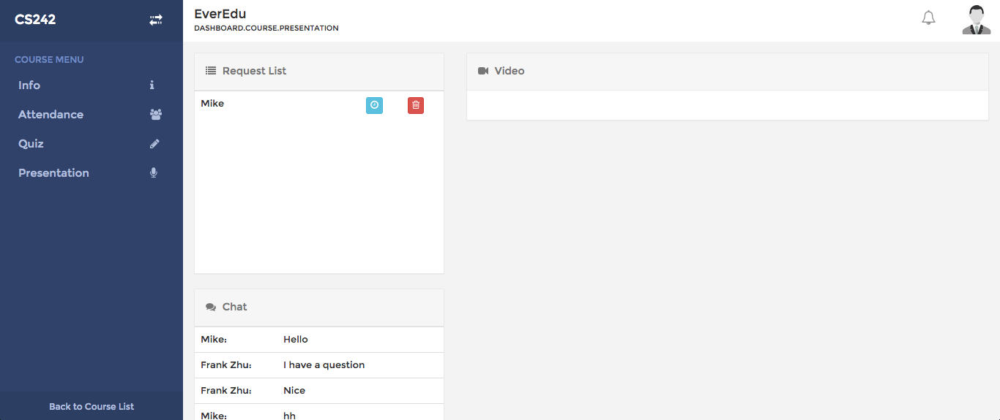 CS242
COURSE MENU
Info
Attendance
Quiz
Presentation
Back to Course List
EverEdu
DASHBOARD.COURSE.PRESENTATION
Request List
Mike
Chat
Mike: Hello
Frank Zhu: I have a question
Frank Zhu: Nice
Mike: hh
Video